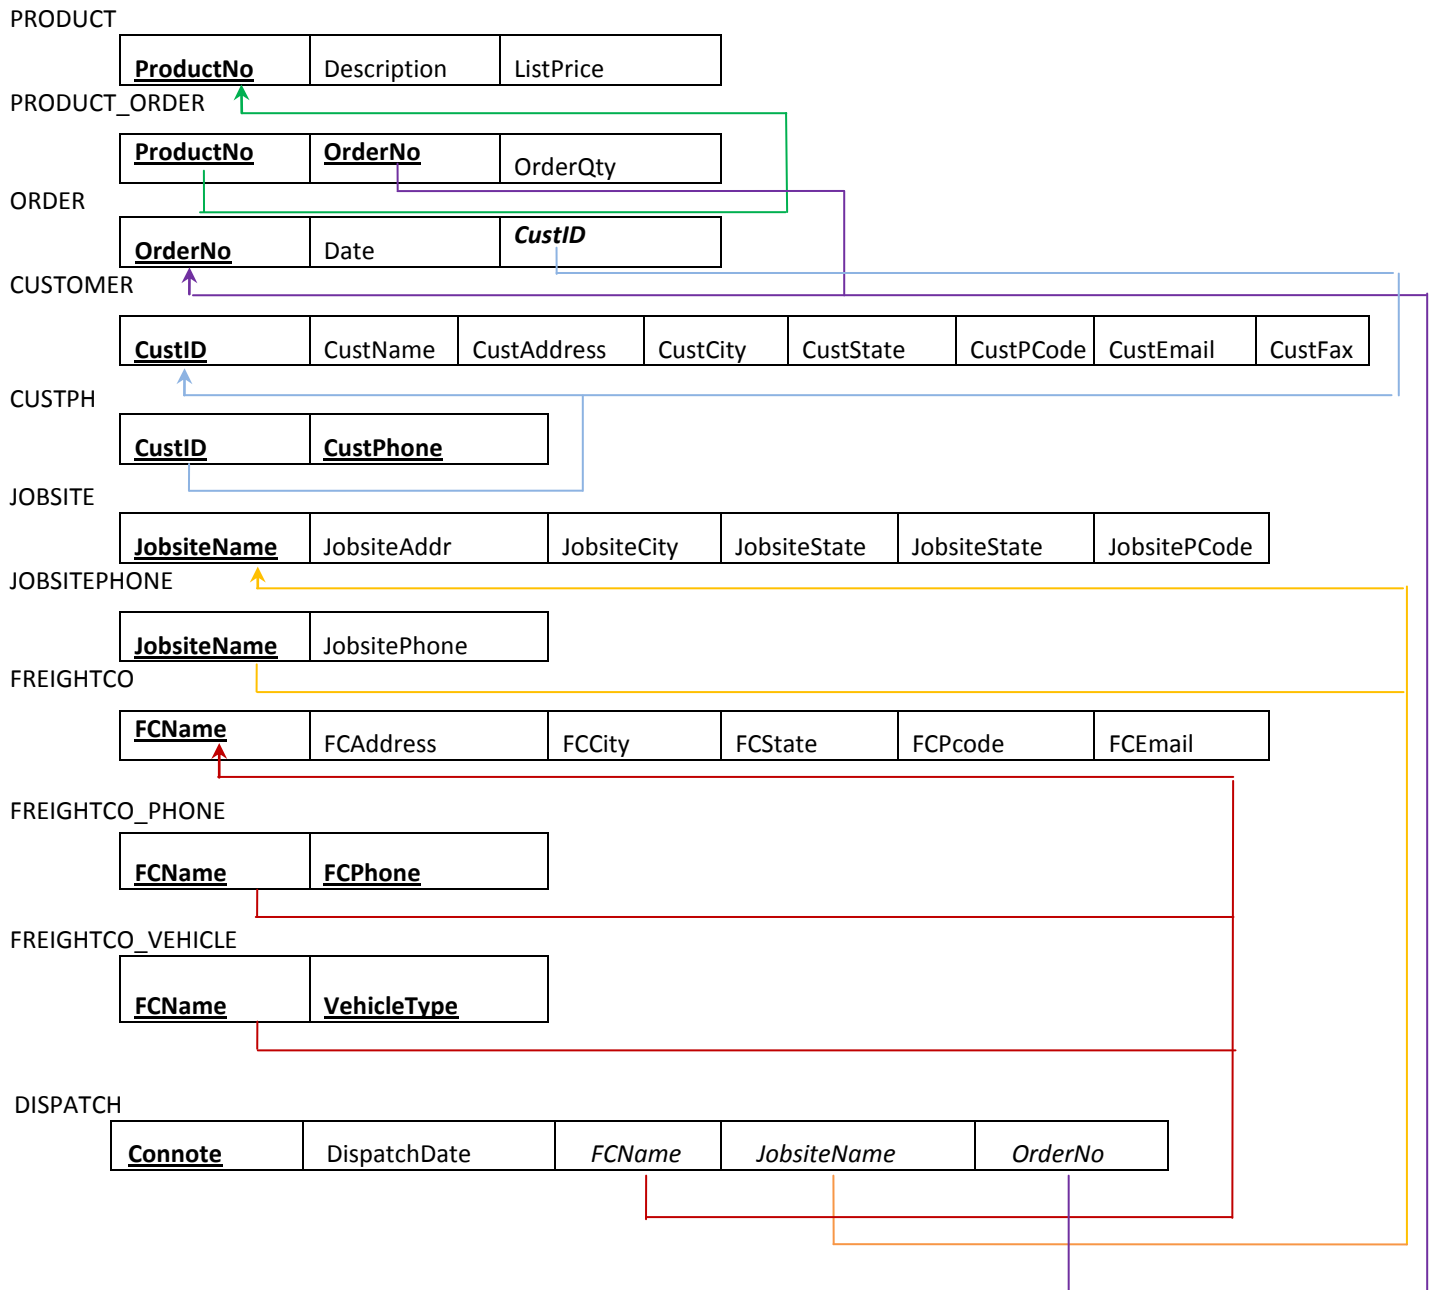 PRODUCT
ProductNo Description ListPrice
PRODUCT_ORDER
ProductNo OrderNo OrderQty
ORDER
OrderNo Date CustID
CUSTOMER
CustID CustName CustAddress CustCity CustState CustPCode CustEmail CustFax
CUSTPH
CustID CustPhone
JOBSITE
JobsiteName JobsiteAddr JobsiteCity JobsiteState JobsiteState JobsitePCode
JOBSITEPHONE
JobsiteName JobsitePhone
FREIGHTCO
FCName FCAddress FCCity FCState FCPcode FCEmail
FREIGHTCO_PHONE
FCName FCPhone
FREIGHTCO_VEHICLE
FCName VehicleType
DISPATCH
Connote DispatchDate FCName JobsiteName OrderNo